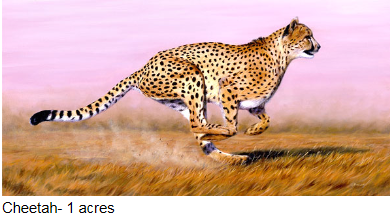 Cheetah- 1 acres